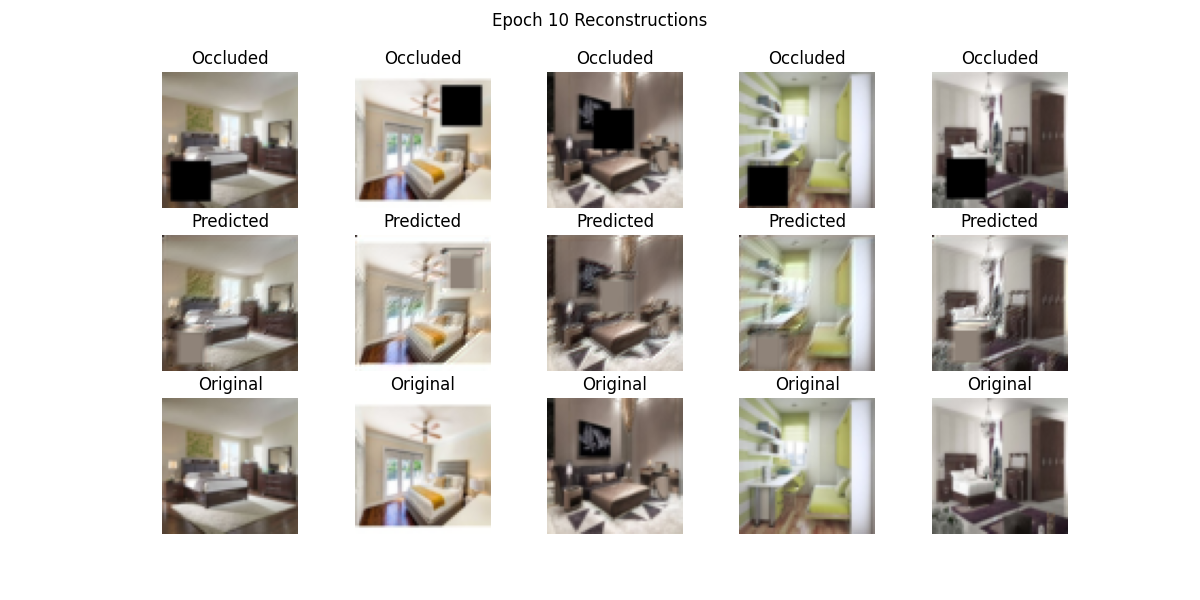 Epoch 10 Reconstructions
Occluded Occluded Occluded Occluded Occluded
Predicted Predicted Predicted Predicted Predicted
Original Original Original Original Original